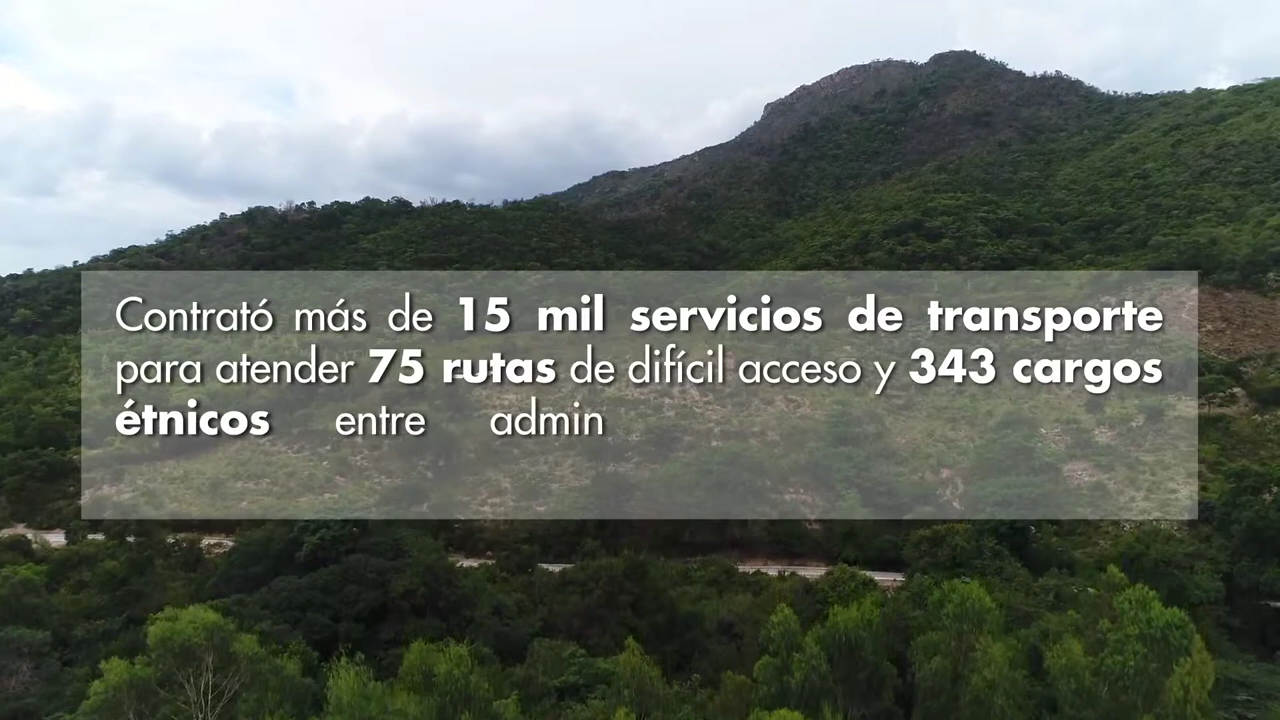 Contrató más de 15 mil servicios de transporte
para atender 75 rutas de difícil acceso y 343 cargos
étnicos entre admin